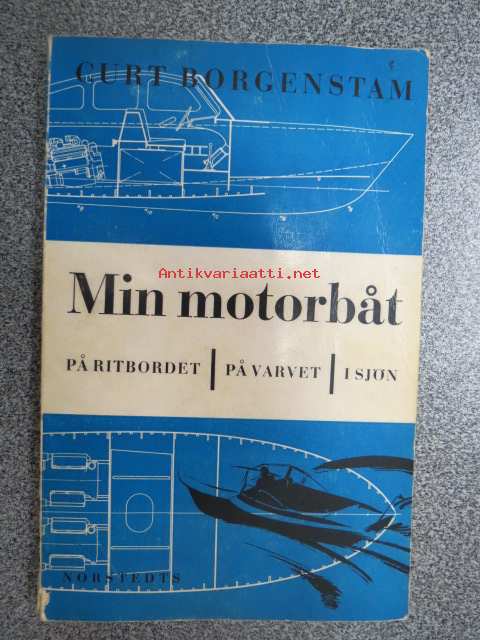 CURT BORGENSTAM
Antikvariaatti.net
Min motorbåt
PÅ RITBORDET | PÅ VARVET | I SJÖN
NORSTEDTS